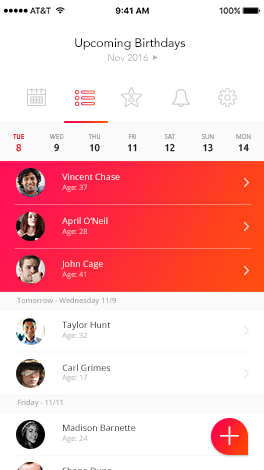 AT&T 9:41 AM 100%
Upcoming Birthdays
Nov 2016
TUE WED THU FRI SAT SUN MON
8 9 10 11 12 13 14
Vincent Chase
Age: 37
April O'Neil
Age: 28
John Cage
Age: 41
Tomorrow - Wednesday 11/9
Taylor Hunt
Age: 32
Carl Grimes
Age: 17
Friday - 11/11
Madison Barnette
Age: 24